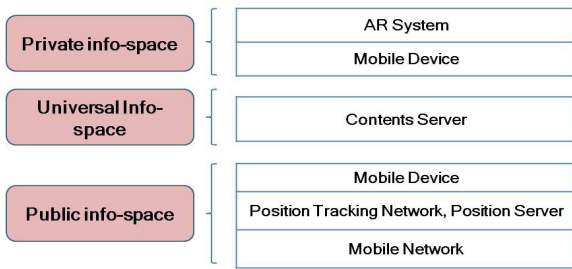 Private info-space
AR System
Mobile Device
Universal Info-
space
Contents Server
Public info-space
Mobile Device
Position Tracking Network, Position Server
Mobile Network